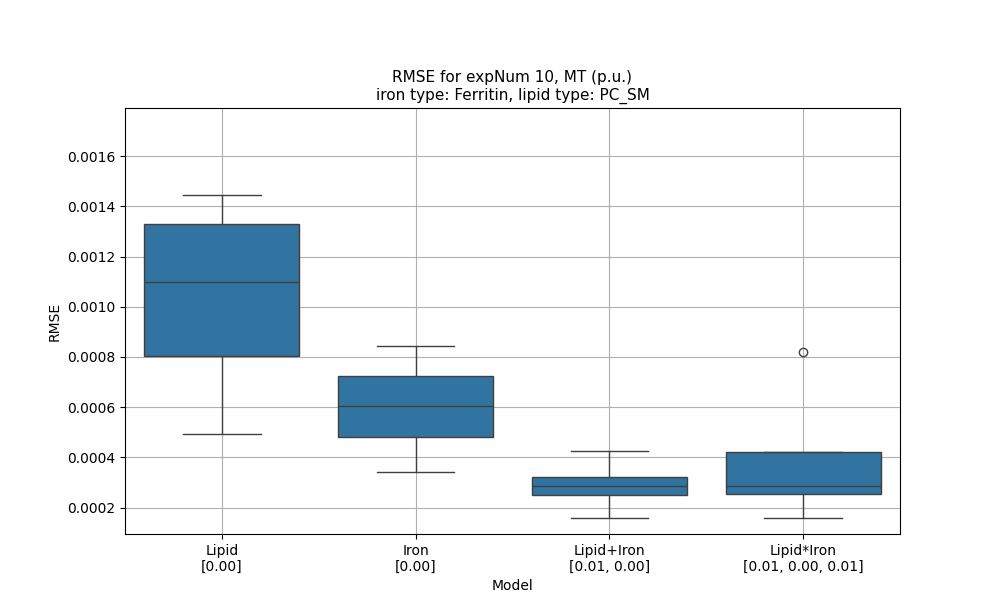 RMSE for expNum 10, MT (p.u.)
iron type: Ferritin, lipid type: PC_SM
RMSE
0.0016
0.0014
0.0012
0.0010
0.0008
0.0006
0.0004
0.0002
Lipid
[0.00]
Iron
[0.00]
Lipid+Iron
[0.01, 0.00]
Lipid*Iron
[0.01, 0.00, 0.01]
Model